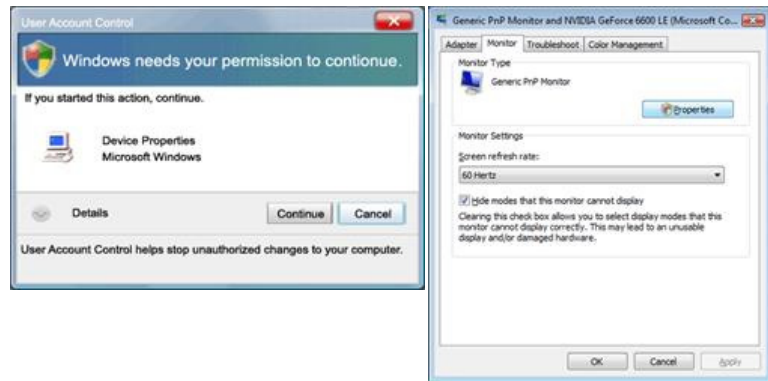 User Account Control
Windows needs your permission to contionue.
If you started this action, continue.
Device Properties
Microsoft Windows
Details
Continue
Cancel
User Account Control helps stop unauthorized changes to your computer.
Generic PnP Monitor and NVIDIA GeForce 6600 LE (Microsoft Co...
Adapter Monitor Troubleshoot Color Management
Monitor Type
Generic PnP Monitor
Properties
Monitor Settings
Screen refresh rate:
60 Hertz
Hide modes that this monitor cannot display
Clearing this check box allows you to select display modes that this
monitor cannot display correctly. This may lead to an unusable
display and/or damaged hardware.
OK Cancel Apply